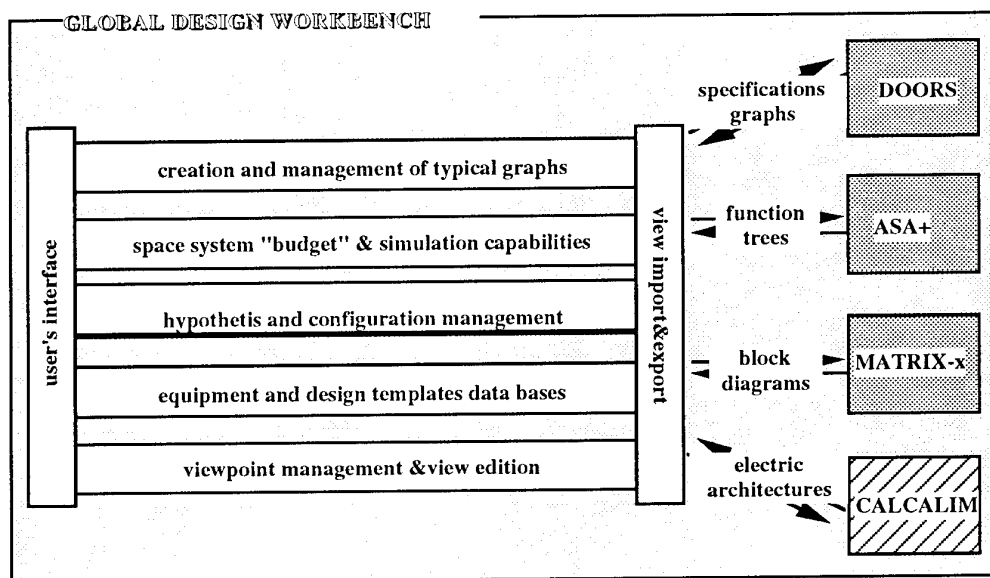 GLOBAL DESIGN WORKBENCH
user's interface
creation and management of typical graphs
space system "budget" & simulation capabilities
hypothetis and configuration management
equipment and design templates data bases
viewpoint management &view edition
view import&export
specifications
graphs
DOORS
function
trees
ASA+
block
diagrams
MATRIX-x
electric
architectures
CALCALIM